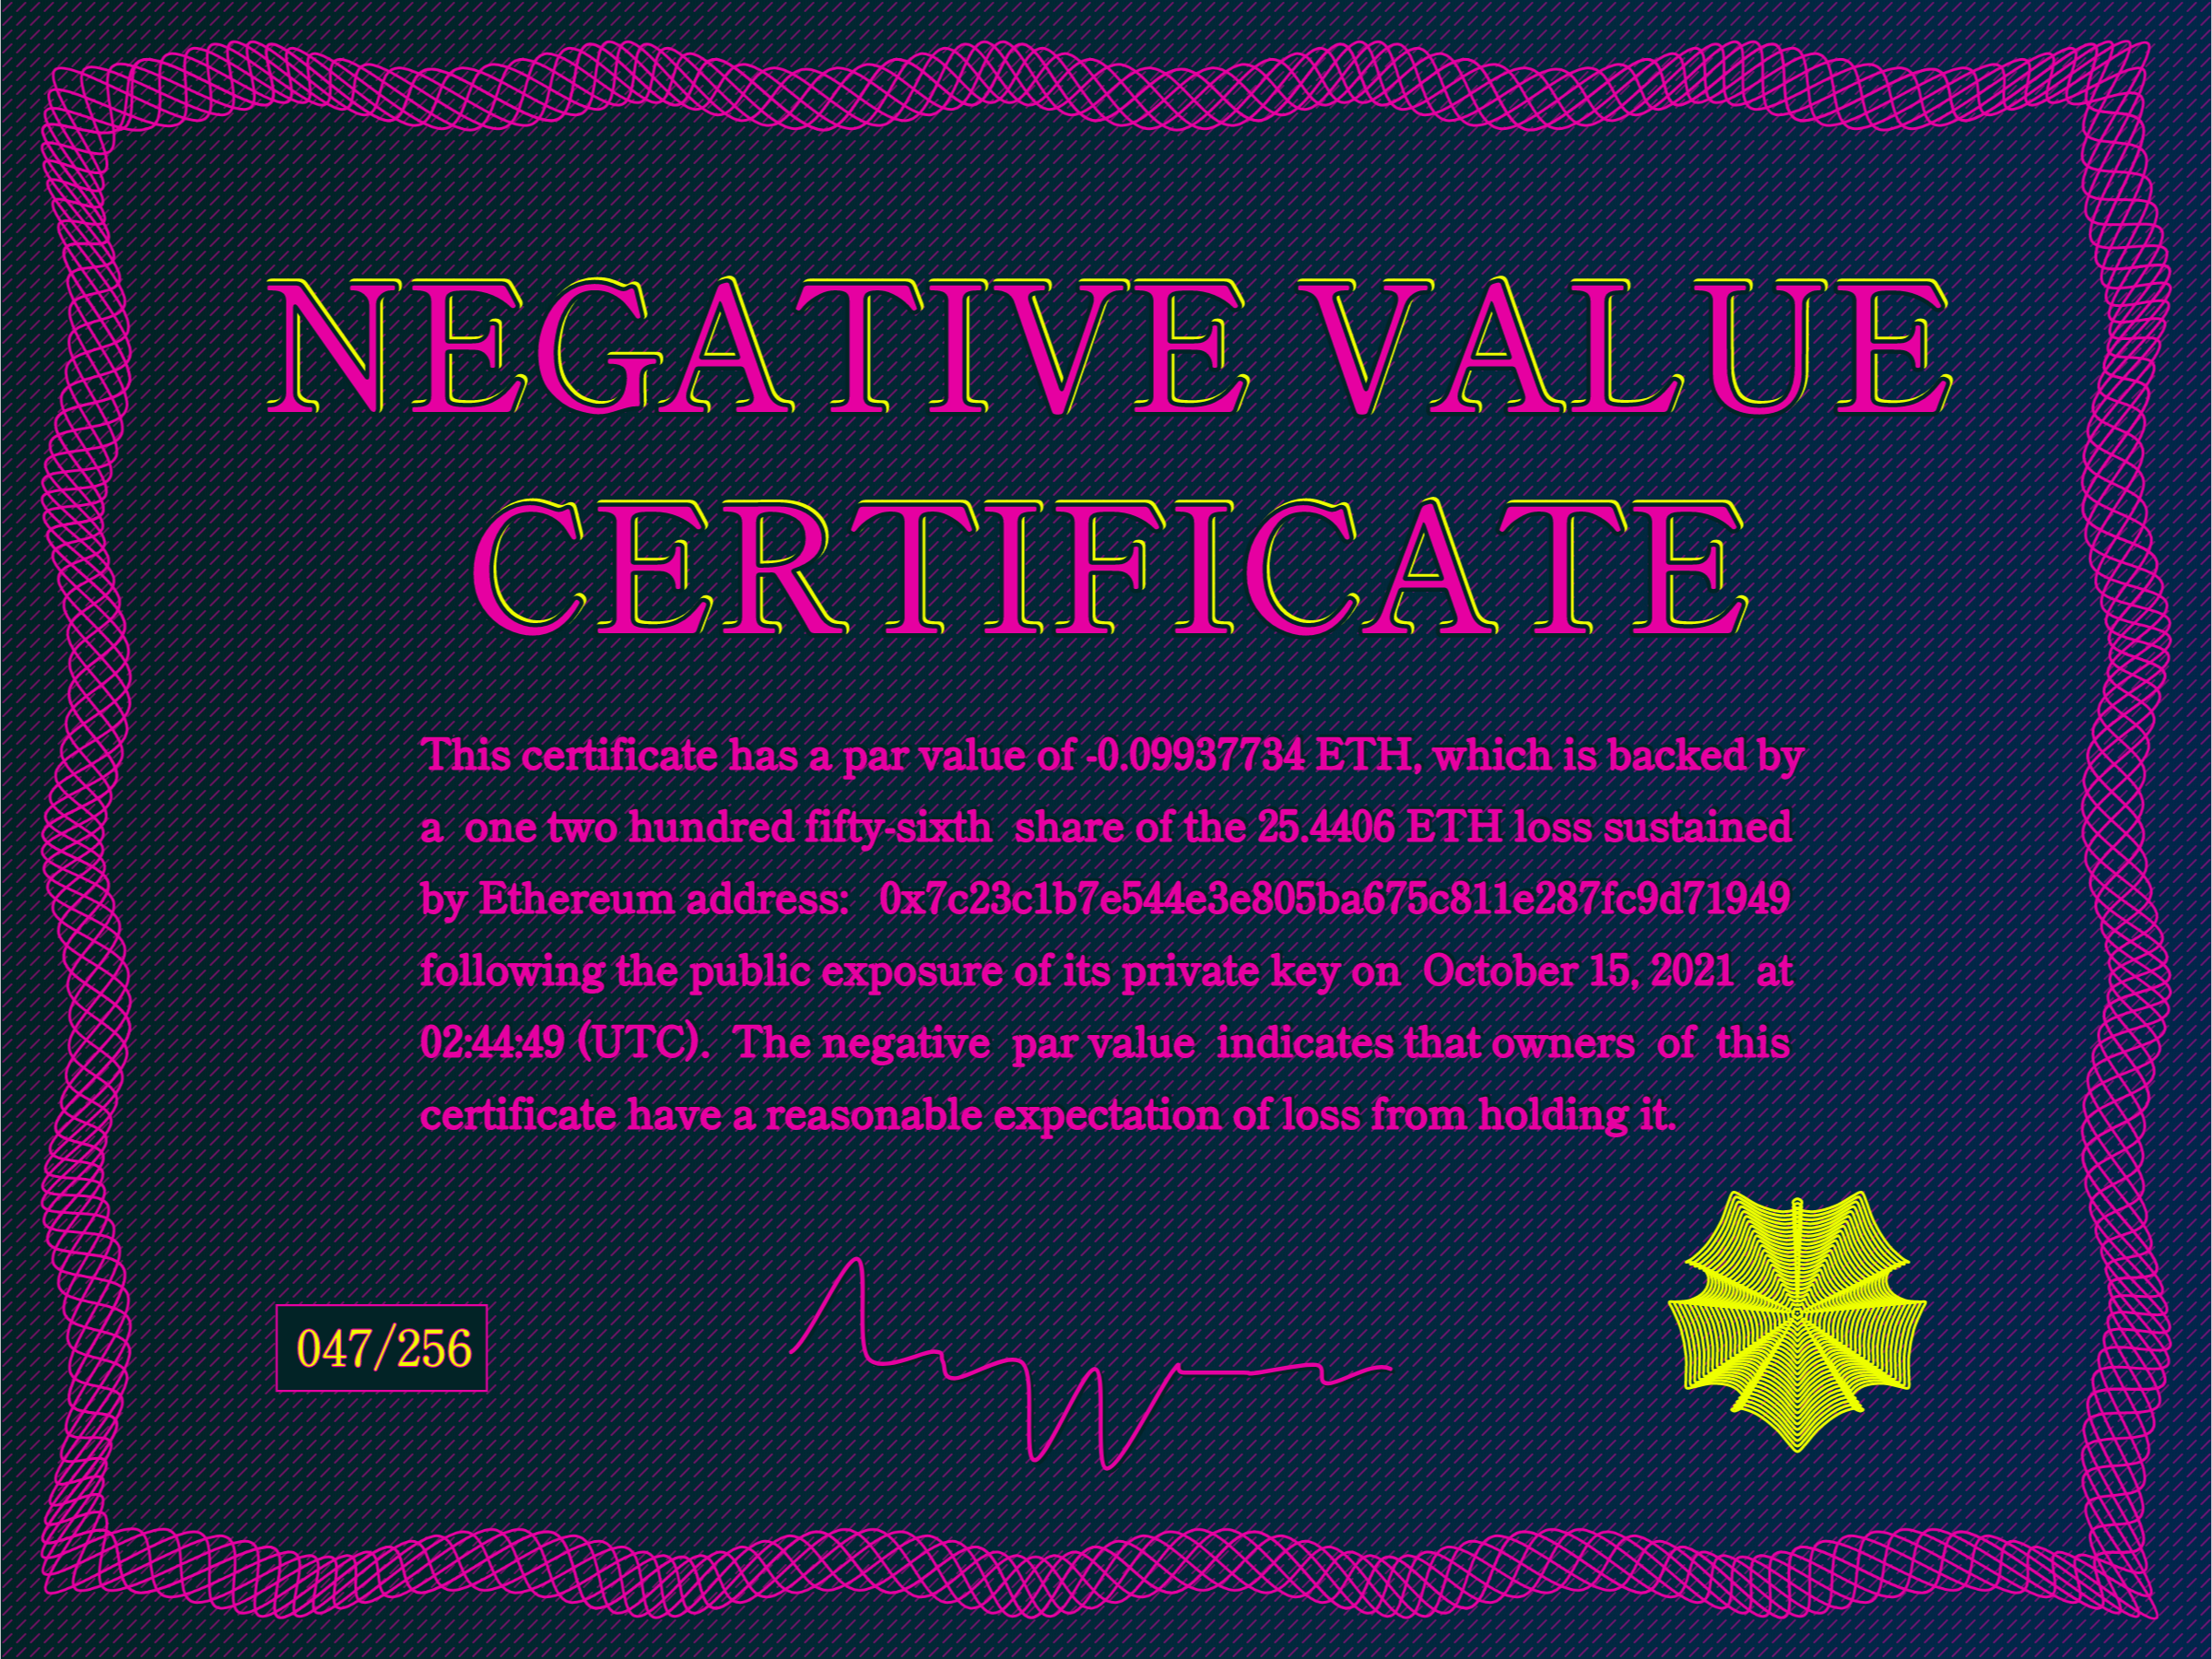 NEGATIVE VALUE
CERTIFICATE
This certificate has a par value of -0.09937734 ETH, which is backed by
a one two hundred fifty-sixth share of the 25.4406 ETH loss sustained
by Ethereum address: 0x7c23c1b7e544e3e805ba675c811e287fc9d71949
following the public exposure of its private key on October 15, 2021 at
02:44:49 (UTC). The negative par value indicates that owners of this
certificate have a reasonable expectation of loss from holding it.
047/256